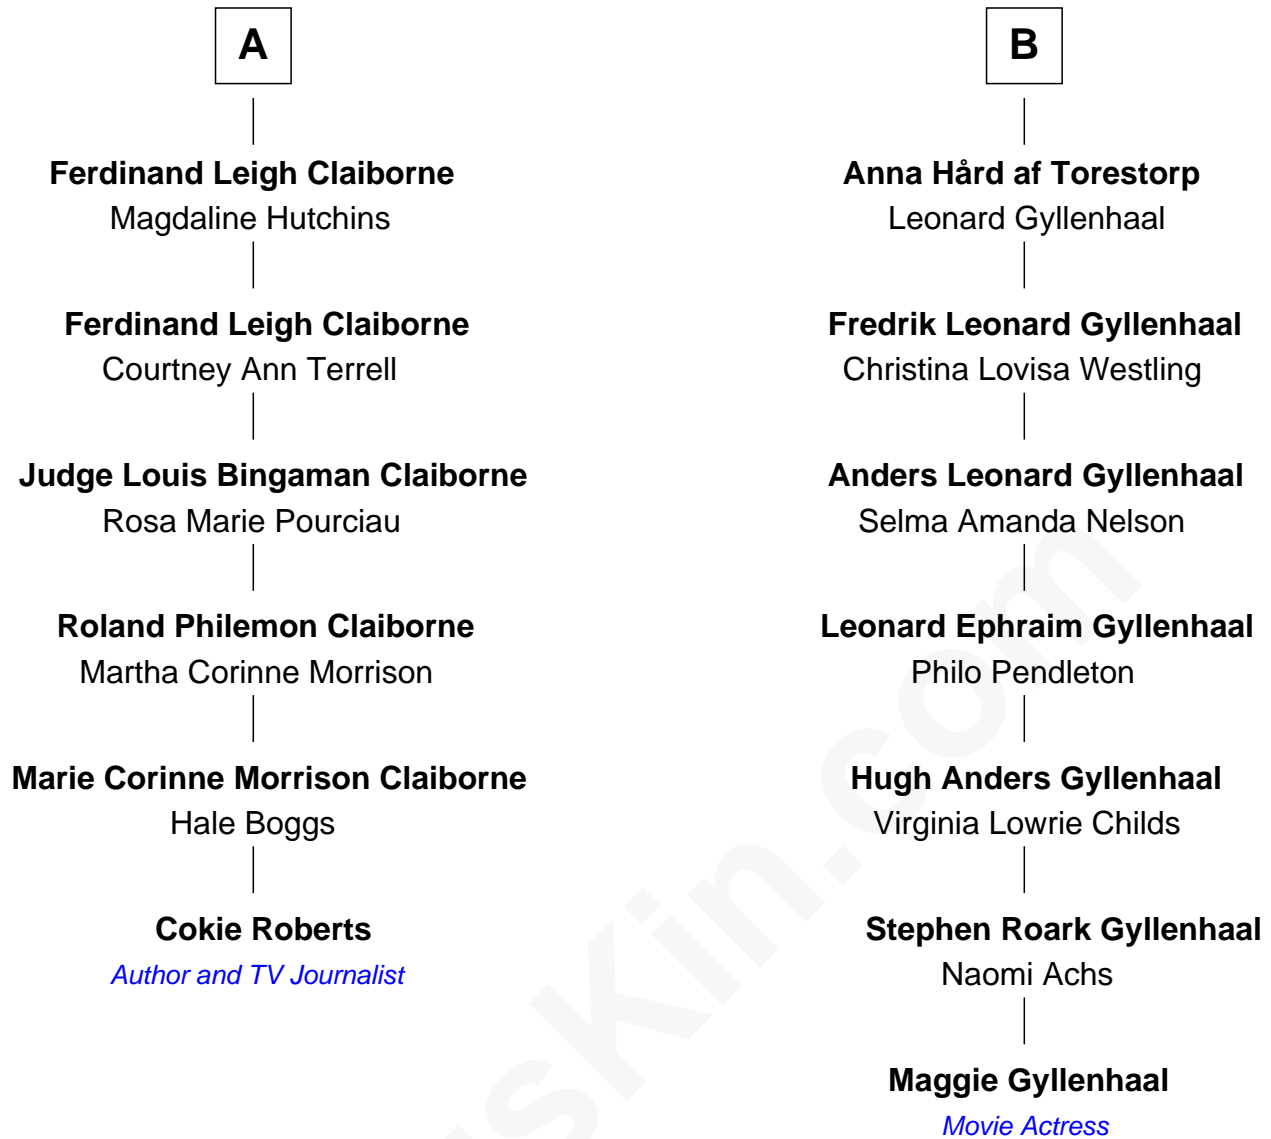 A
Ferdinand Leigh Claiborne
Magdaline Hutchins
Ferdinand Leigh Claiborne
Courtney Ann Terrell
Judge Louis Bingaman Claiborne
Rosa Marie Pourciau
Roland Philemon Claiborne
Martha Corinne Morrison
Marie Corinne Morrison Claiborne
Hale Boggs
Cokie Roberts
Author and TV Journalist
B
Anna Hård af Torestorp
Leonard Gyllenhaal
Fredrik Leonard Gyllenhaal
Christina Lovisa Westling
Anders Leonard Gyllenhaal
Selma Amanda Nelson
Leonard Ephraim Gyllenhaal
Philo Pendleton
Hugh Anders Gyllenhaal
Virginia Lowrie Childs
Stephen Roark Gyllenhaal
Naomi Achs
Maggie Gyllenhaal
Movie Actress